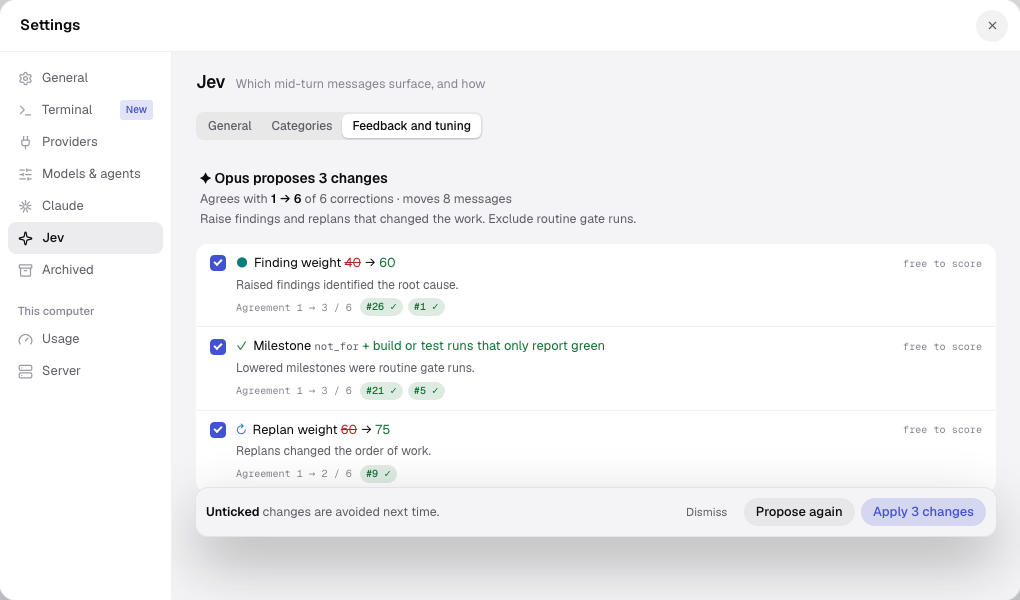 Settings
General
Terminal New
Providers
Models & agents
Claude
Jev
Archived
This computer
Usage
Server
Jev Which mid-turn messages surface, and how
General Categories Feedback and tuning
Opus proposes 3 changes
Agrees with 1 → 6 of 6 corrections · moves 8 messages
Raise findings and replans that changed the work. Exclude routine gate runs.
Finding weight 40 → 60 free to score
Raised findings identified the root cause.
Agreement 1 → 3 / 6 #26 ✓ #1 ✓
✓ Milestone not_for + build or test runs that only report green free to score
Lowered milestones were routine gate runs.
Agreement 1 → 3 / 6 #21 ✓ #5 ✓
Replan weight 60 → 75 free to score
Replans changed the order of work.
Agreement 1 → 2 / 6 #9 ✓
Unticked changes are avoided next time. Dismiss Propose again Apply 3 changes